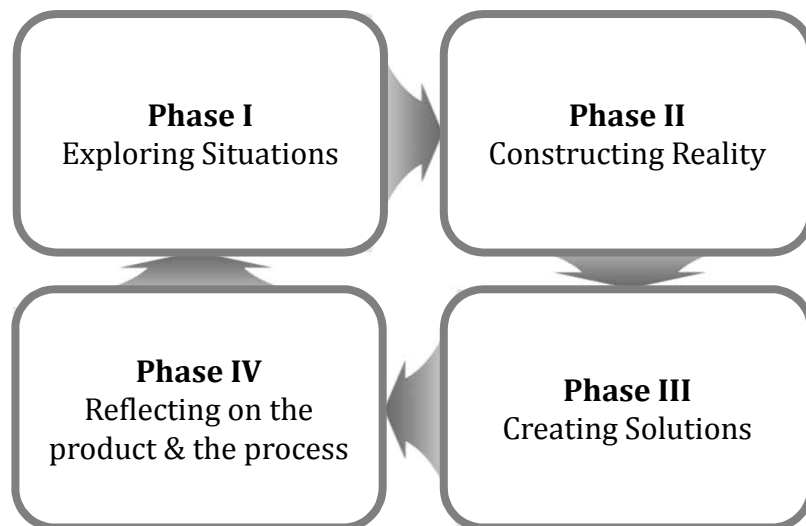 Phase I
Exploring Situations
Phase II
Constructing Reality
Phase III
Creating Solutions
Phase IV
Reflecting on the
product & the process